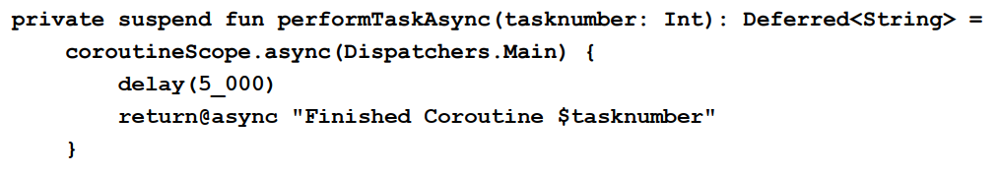 private suspend fun performTaskAsync(tasknumber: Int): Deferred<String> =
    coroutineScope.async(Dispatchers.Main) {
        delay(5_000)
        return@async "Finished Coroutine $tasknumber"
    }